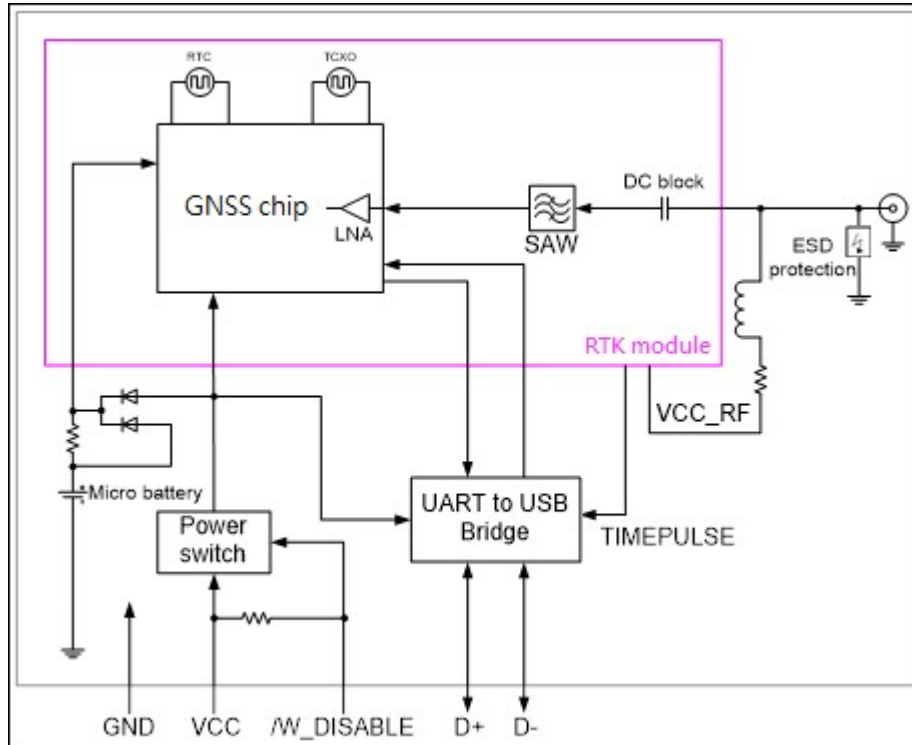 RTC
TCXO
GNSS chip
LNA
SAW
DC block
ESD
protection
RTK module
VCC_RF
Micro battery
Power
switch
UART to USB
Bridge
TIMEPULSE
GND
VCC
/W_DISABLE
D+
D-